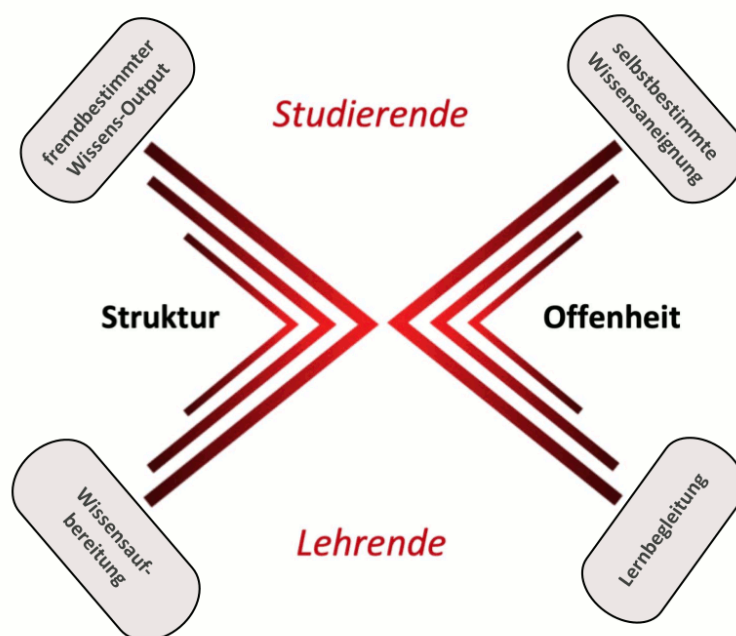 fremdbestimmter
Wissens-Output
Studierende
selbstbestimmte
Wissensaneignung
Struktur
Offenheit
Wissensauf-
bereitung
Lehrende
Lernbegleitung